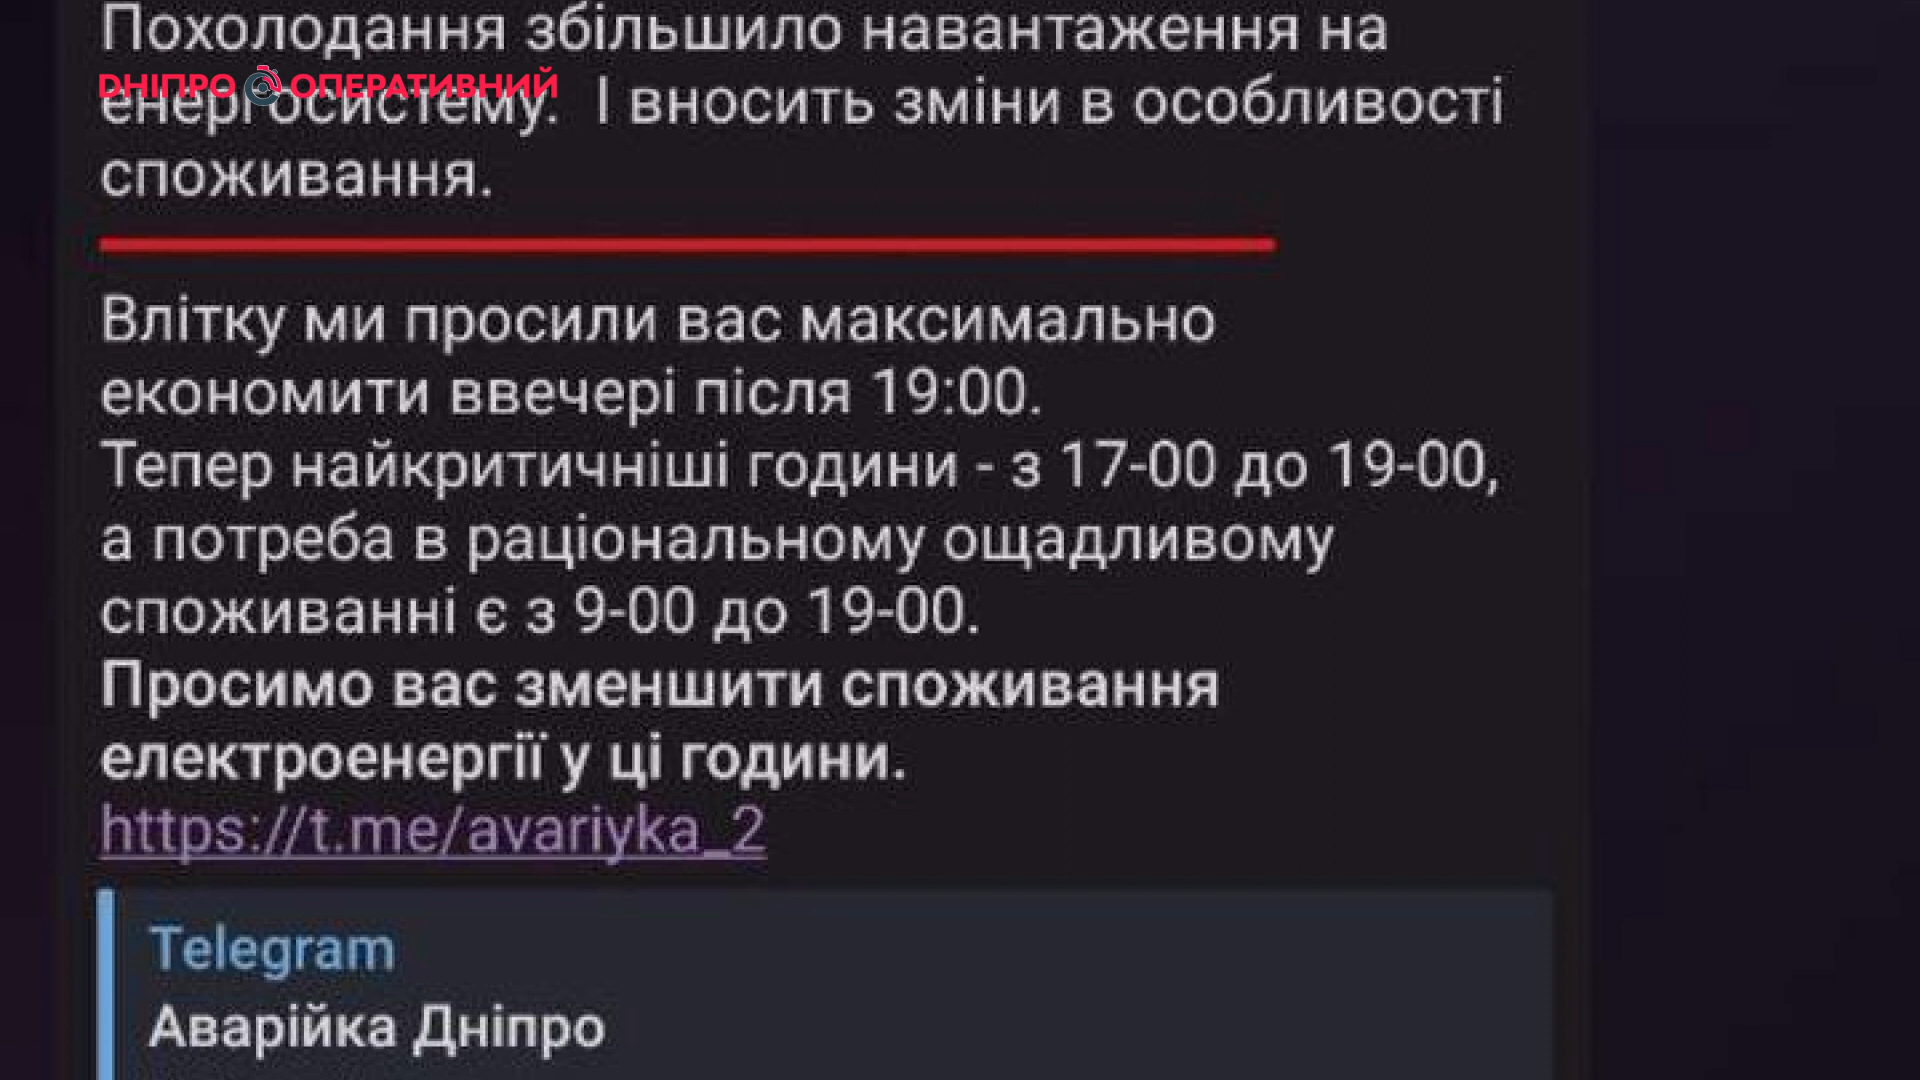 Похолодання збільшило навантаження на
ДНІПРО ОПЕРАТИВНИЙ
енергосистему. І вносить зміни в особливості
споживання.
Влітку ми просили вас максимально
економити ввечері після 19:00.
Тепер найкритичніші години - з 17-00 до 19-00,
а потреба в раціональному ощадливому
споживанні є з 9-00 до 19-00.
Просимо вас зменшити споживання
електроенергії у ці години.
https://t.me/avariyka_2
Telegram
Аварійка Дніпро